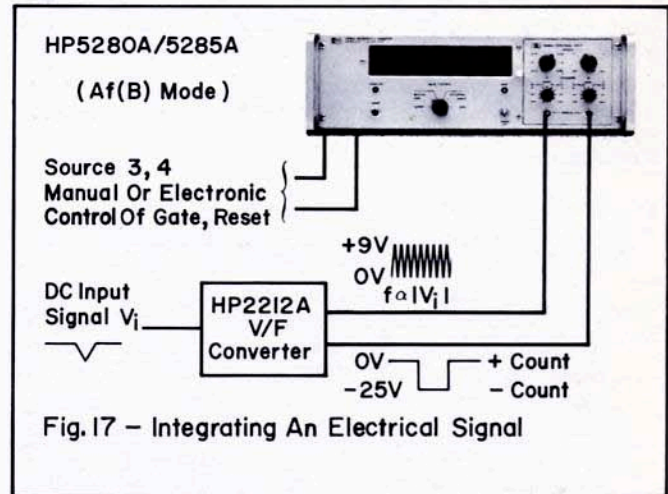 HP5280A/5285A
(Af(B) Mode)
Source 3, 4
Manual Or Electronic
Control Of Gate, Reset
+9V
0V
fα|Vi|
DC Input
Signal Vi
HP2212A
V/F
Converter
0V
+ Count
-25V
- Count
Fig. 17 - Integrating An Electrical Signal